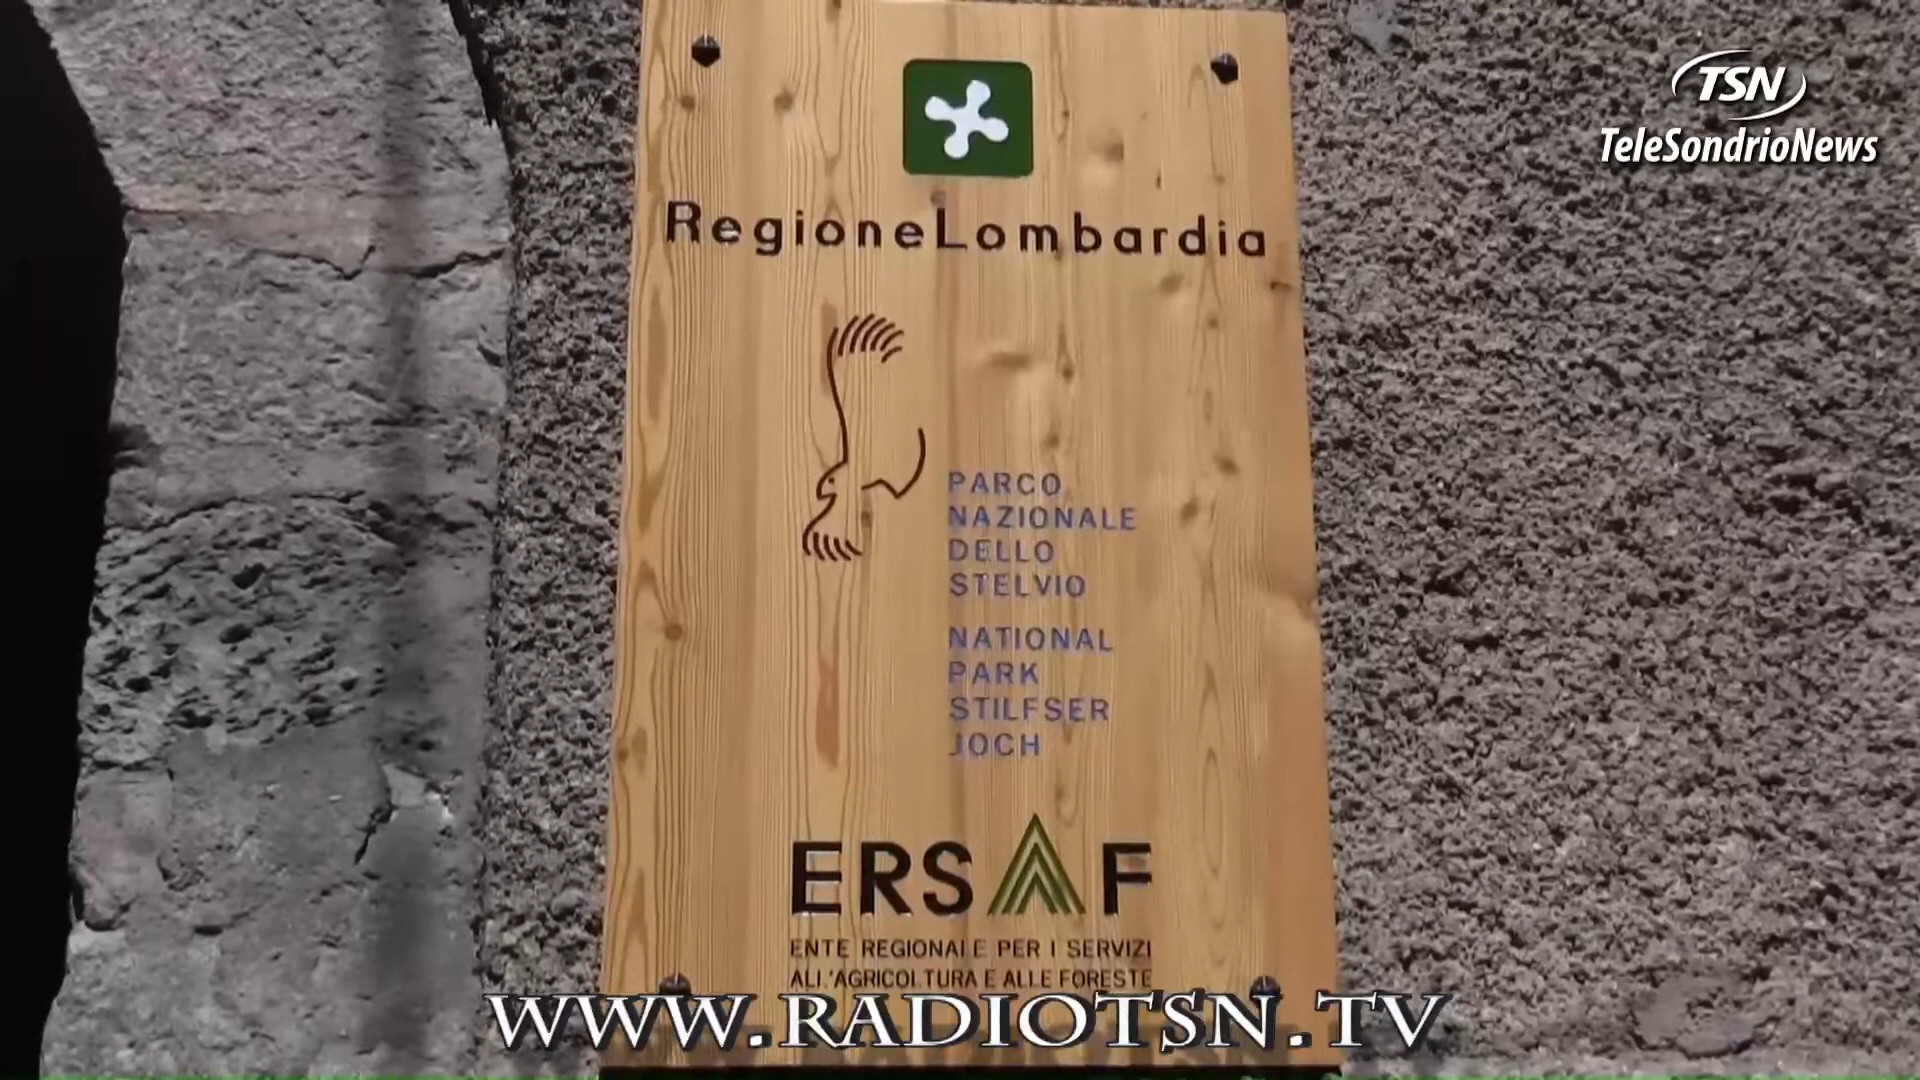 TSN
TeleSondrioNews
RegioneLombardia
PARCO
NAZIONALE
DELLO
STELVIO
NATIONAL
PARK
STILFSER
JOCH
ERSAF
ENTE REGIONALE PER I SERVIZI
ALL'AGRICOLTURA E ALLE FORESTE
WWW.RADIOTSN.TV